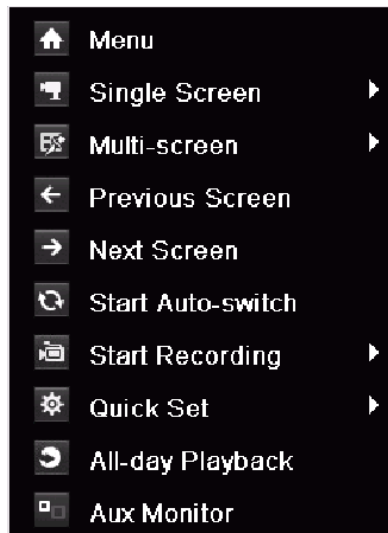 Menu
Single Screen
Multi-screen
Previous Screen
Next Screen
Start Auto-switch
Start Recording
Quick Set
All-day Playback
Aux Monitor